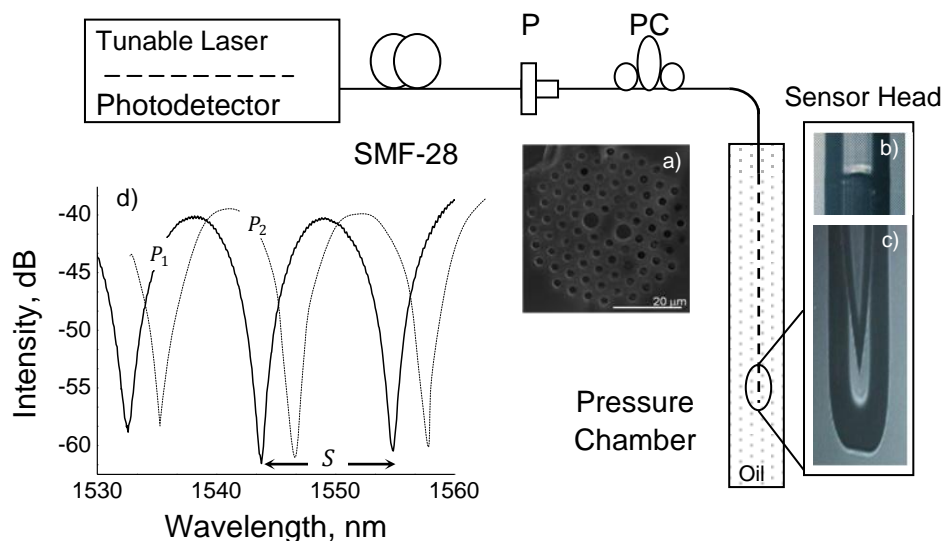 Tunable Laser
Photodetector
P
PC
SMF-28
Sensor Head
a)
20 μm
b)
c)
Pressure
Chamber
Oil
d)
P₁
P₂
S
-40
-45
-50
-55
-60
Intensity, dB
1530
1540
1550
1560
Wavelength, nm